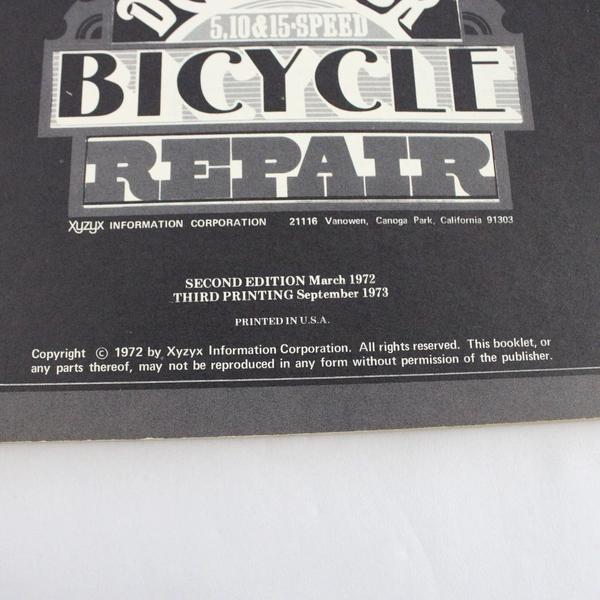 5,10&15-SPEED
BICYCLE
REPAIR
Xyzyx INFORMATION CORPORATION 21116 Vanowen, Canoga Park, California 91303
SECOND EDITION March 1972
THIRD PRINTING September 1973
PRINTED IN U.S.A.
Copyright © 1972 by Xyzyx Information Corporation. All rights reserved. This booklet, or
any parts thereof, may not be reproduced in any form without permission of the publisher.